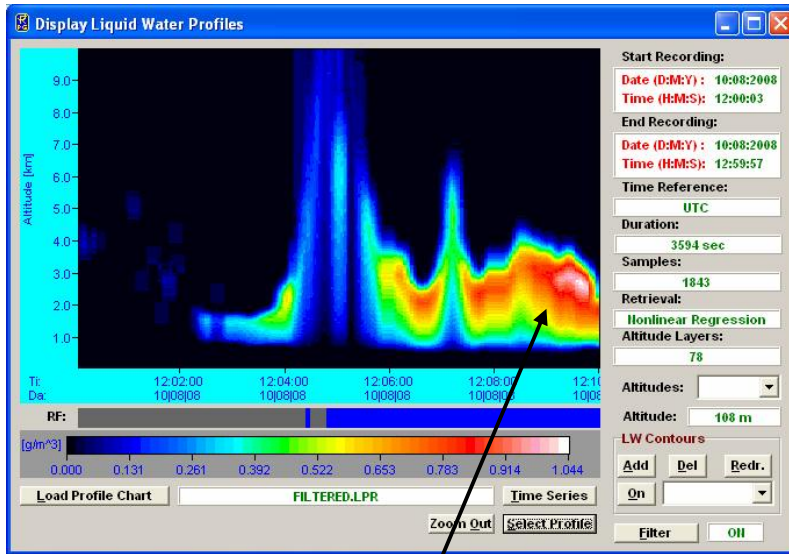 Display Liquid Water Profiles
Altitude [km]
9.0
8.0
7.0
6.0
5.0
4.0
3.0
2.0
1.0
Ti: 12:02:00 12:04:00 12:06:00 12:08:00 12:10
Da: 10|08|08 10|08|08 10|08|08 10|08|08 10|08
RF:
[g/m^3]
0.000 0.131 0.261 0.392 0.522 0.653 0.783 0.914 1.044
Load Profile Chart FILTERED.LPR Time Series
Zoom Out Select Profile
Start Recording:
Date (D:M:Y) : 10:08:2008
Time (H:M:S): 12:00:03
End Recording:
Date (D:M:Y) : 10:08:2008
Time (H:M:S): 12:59:57
Time Reference:
UTC
Duration:
3594 sec
Samples:
1843
Retrieval:
Nonlinear Regression
Altitude Layers:
78
Altitudes:
Altitude: 108 m
LW Contours
Add Del Redr.
On
Filter ON